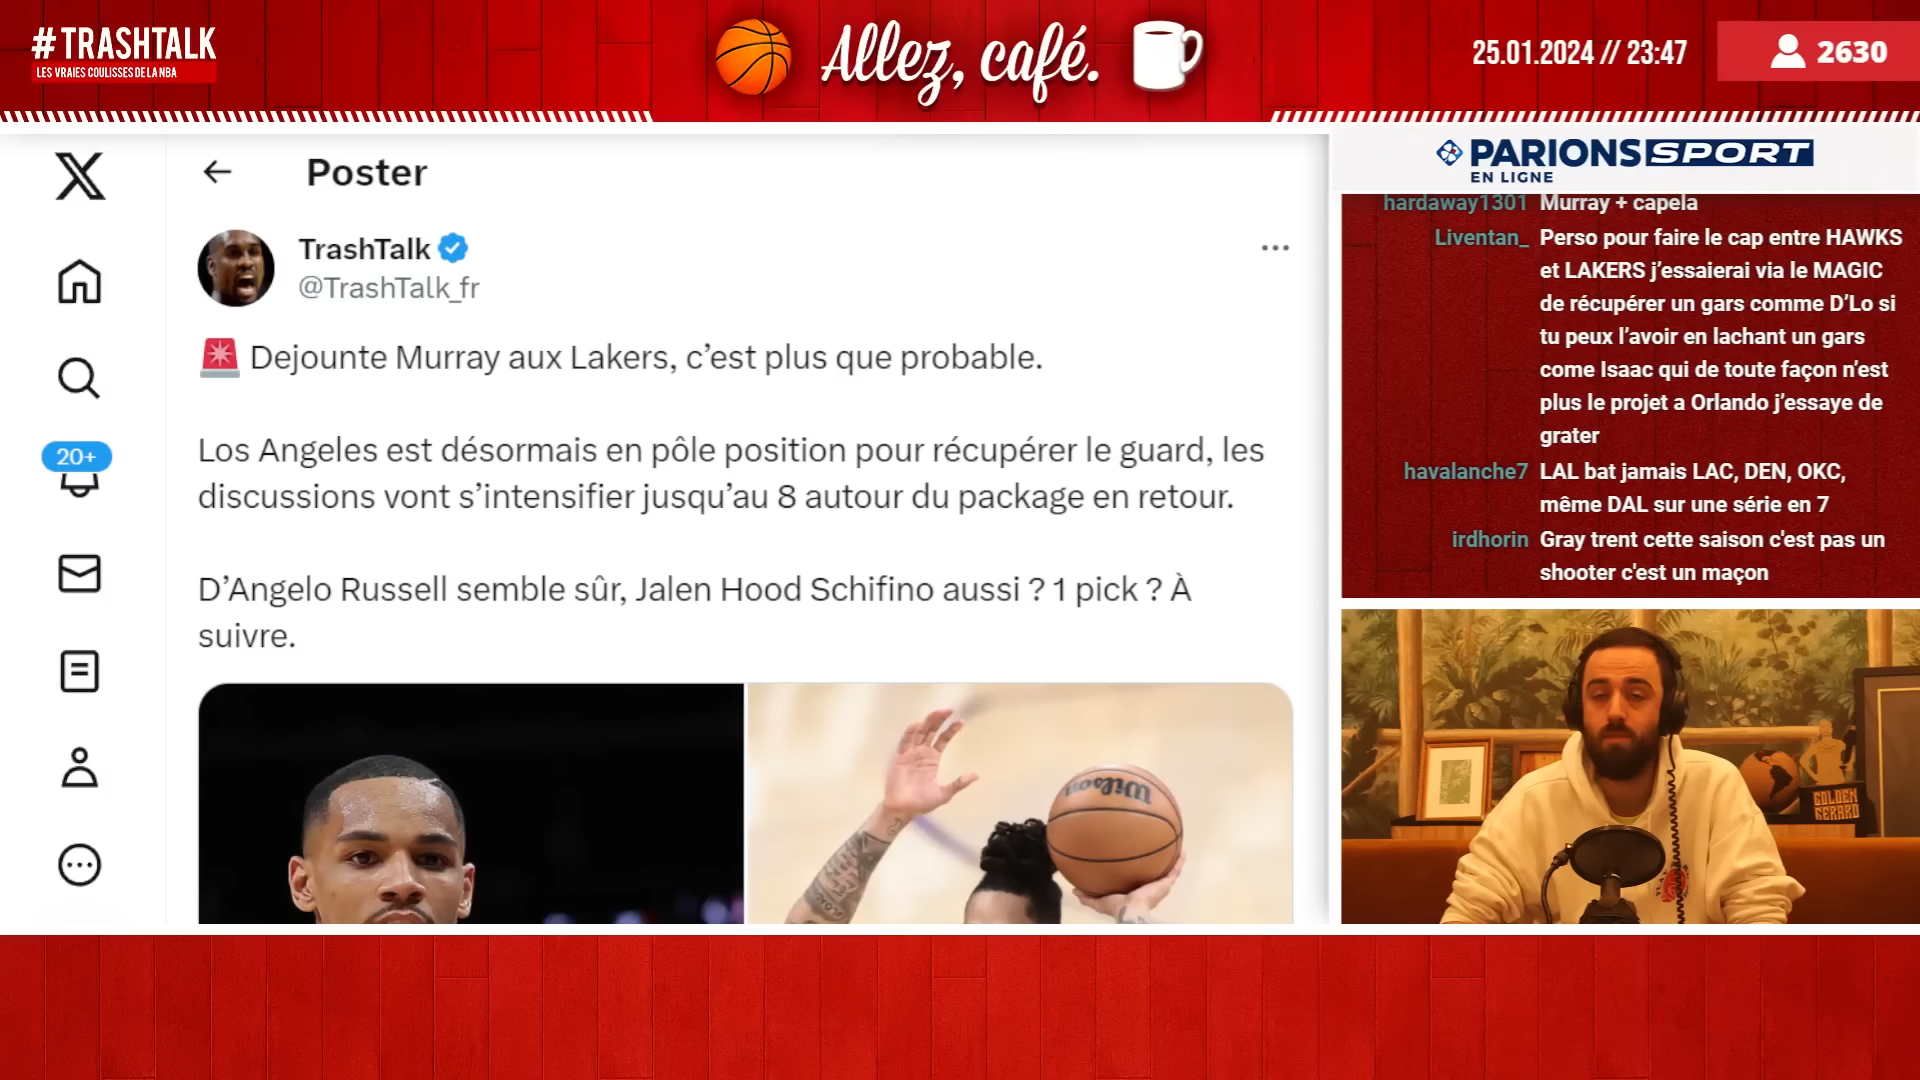 #TRASHTALK
LES VRAIES COULISSES DE LA NBA
Allez, café.
25.01.2024 // 23:47
2630
Poster
TrashTalk
@TrashTalk_fr
Dejounte Murray aux Lakers, c’est plus que probable.
Los Angeles est désormais en pôle position pour récupérer le guard, les
discussions vont s’intensifier jusqu’au 8 autour du package en retour.
D’Angelo Russell semble sûr, Jalen Hood Schifino aussi ? 1 pick ? À
suivre.
20+
Wilson
PARIONS SPORT
EN LIGNE
hardaway1301 Murray + capela
Liventan_ Perso pour faire le cap entre HAWKS
et LAKERS j’essaierai via le MAGIC
de récupérer un gars comme D’Lo si
tu peux l’avoir en lachant un gars
come Isaac qui de toute façon n'est
plus le projet a Orlando j’essaye de
grater
havalanche7 LAL bat jamais LAC, DEN, OKC,
même DAL sur une série en 7
irdhorin Gray trent cette saison c'est pas un
shooter c'est un maçon
GOLDEN
GERARD